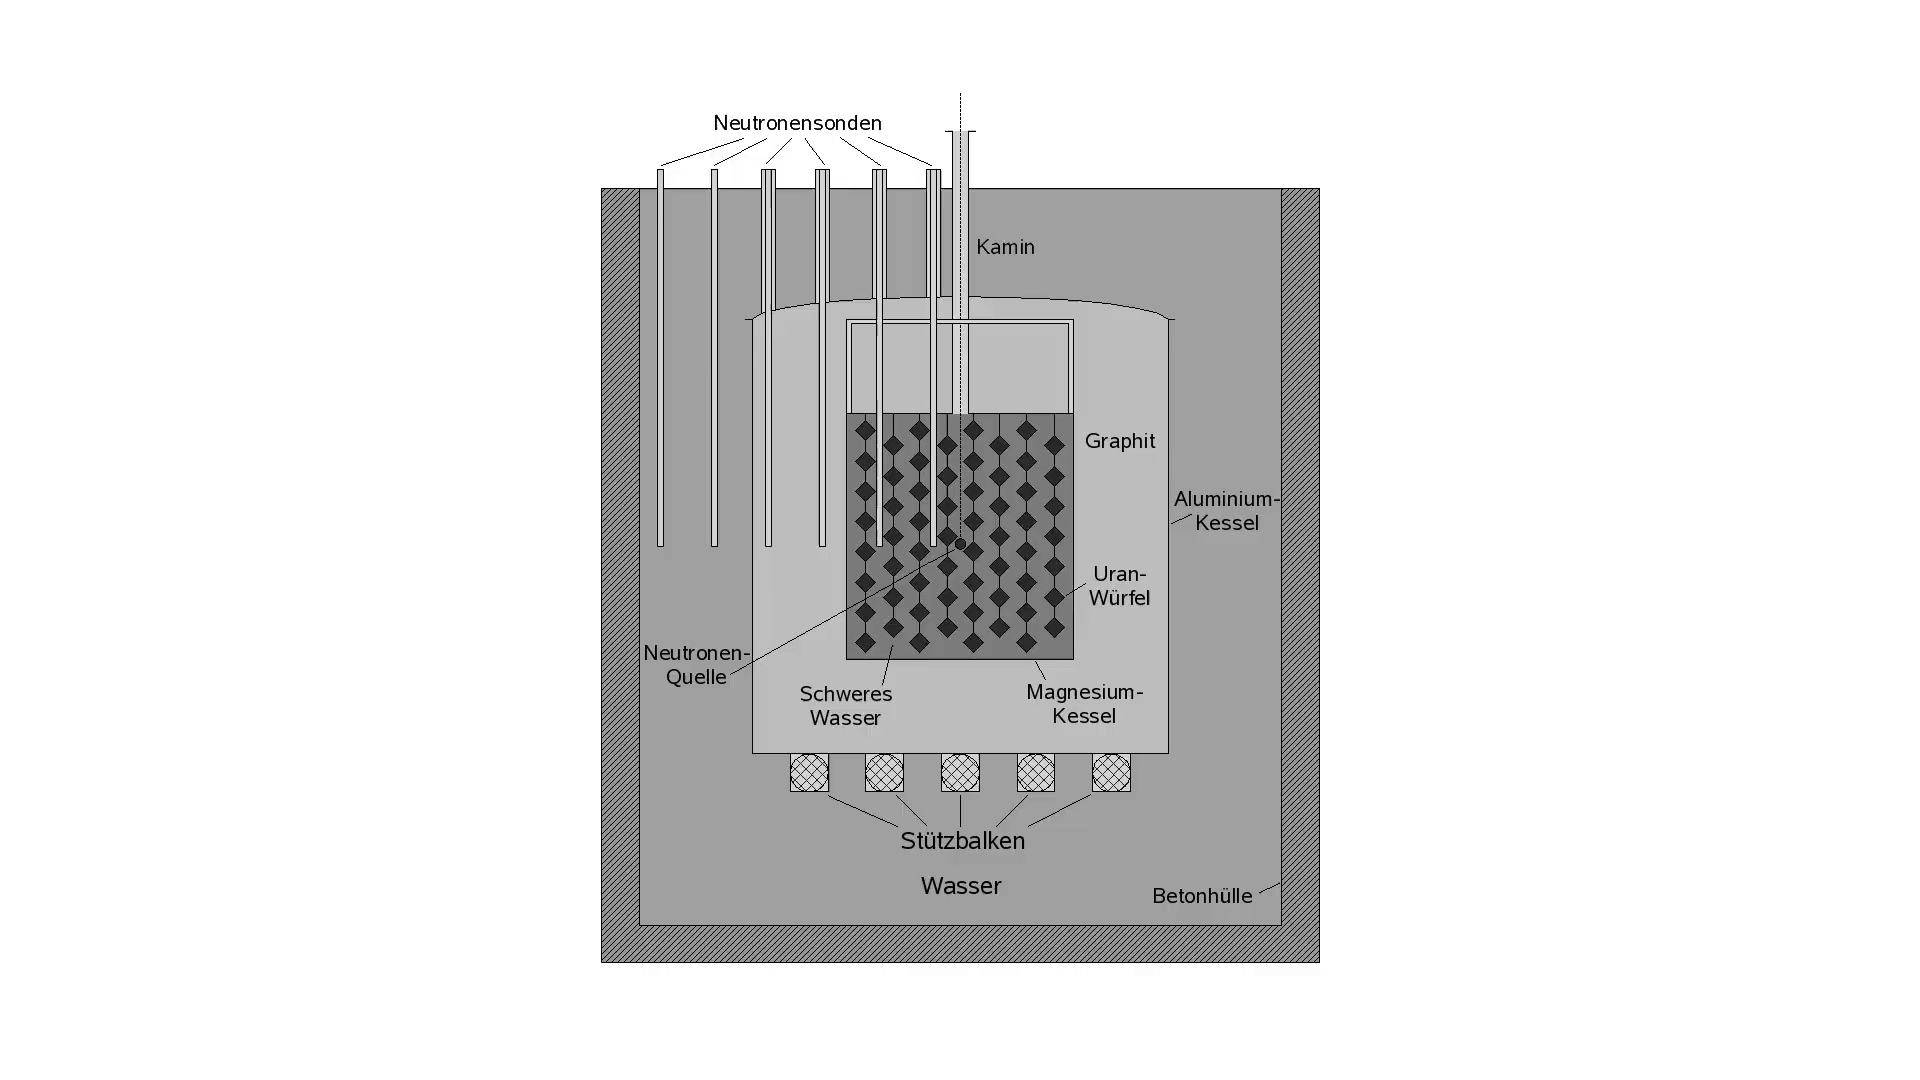 Neutronensonden
Kamin
Graphit
Aluminium-
Kessel
Uran-
Würfel
Neutronen-
Quelle
Schweres
Wasser
Magnesium-
Kessel
Stützbalken
Wasser
Betonhülle